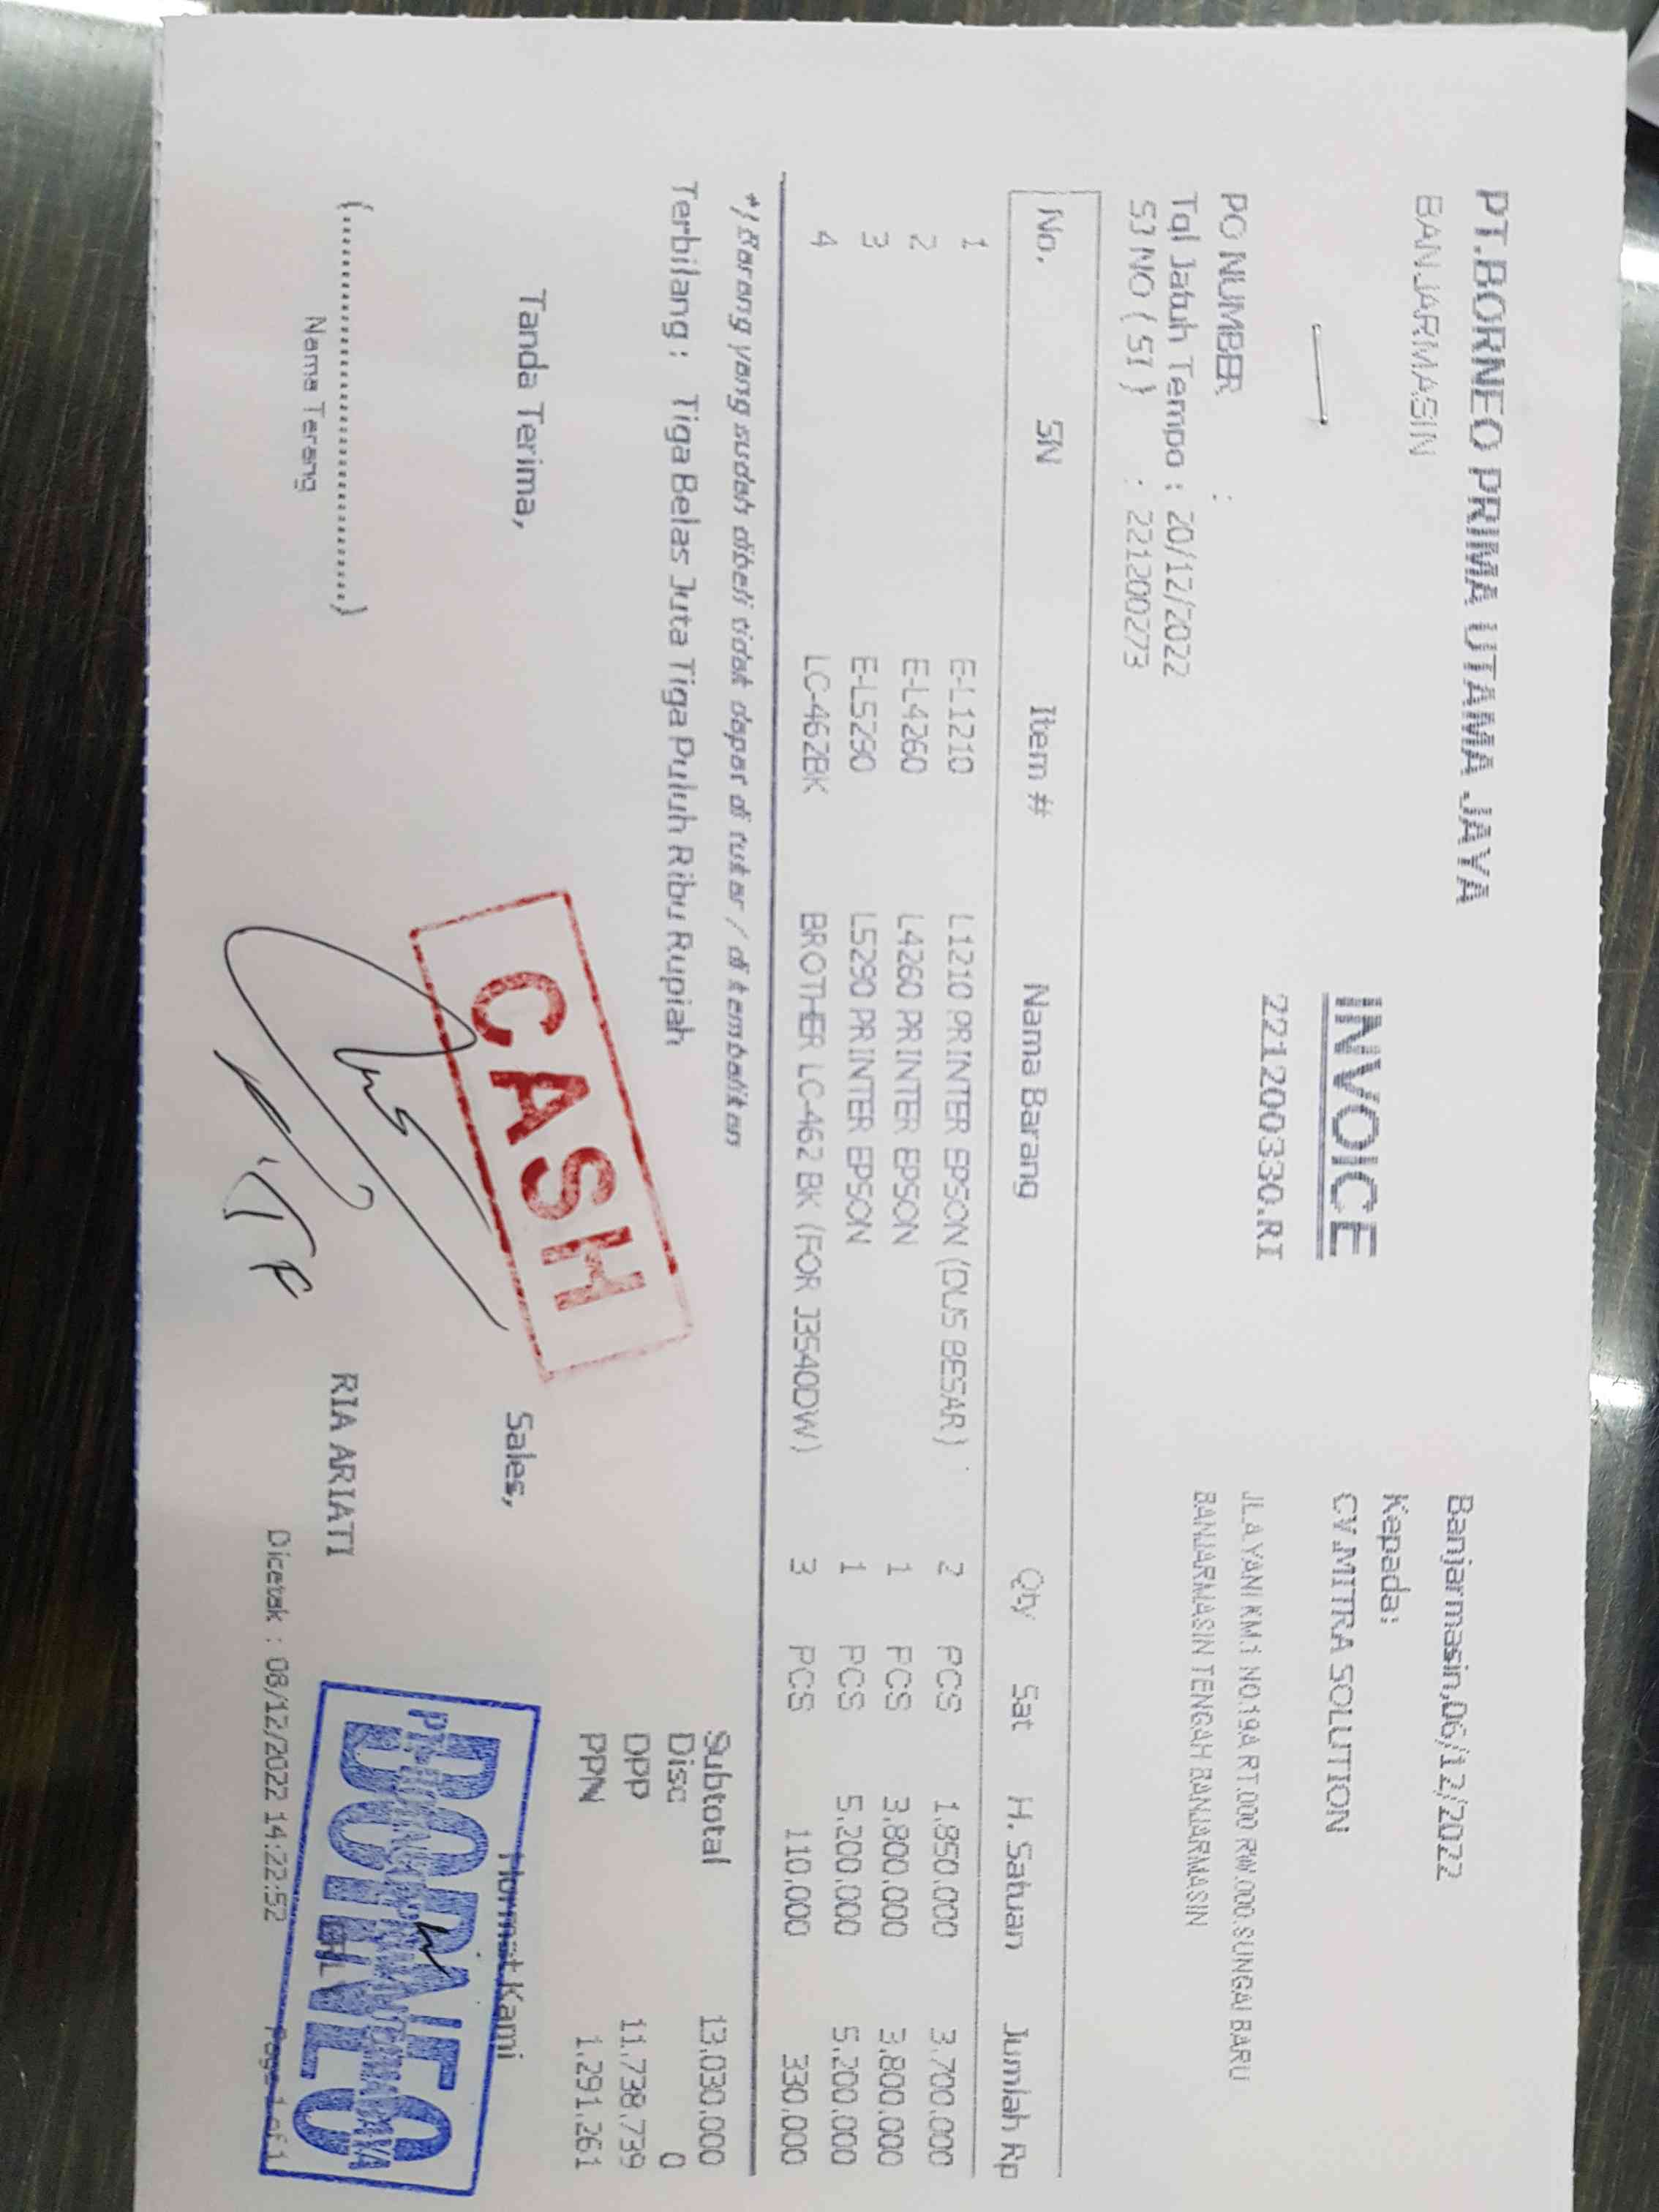 PT.BORNEO PRIMA UTAMA JAYA
BANJARMASIN
INVOICE
221200330.RI
Banjarmasin,06/12/2022
Kepada:
CV.MITRA SOLUTION
JL.A.YANI KM.1 NO.19A RT.000 RW.000.SUNGAI BARU
BANJARMASIN TENGAH BANJARMASIN
PO NUMBER :
Tgl Jatuh Tempo : 20/12/2022
SJ NO ( SI ) : 221200273
No. SN Item # Nama Barang Qty Sat H. Satuan Jumlah Rp
1 E-L1210 L1210 PRINTER EPSON (DUS BESAR) 2 PCS 1.850.000 3.700.000
2 E-L4260 L4260 PRINTER EPSON 1 PCS 3.800.000 3.800.000
3 E-L5290 L5290 PRINTER EPSON 1 PCS 5.200.000 5.200.000
4 LC-462BK BROTHER LC-462 BK (FOR J3540DW) 3 PCS 110.000 330.000
*) Barang yang sudah dibeli tidak dapat di tukar / di kembalikan
Terbilang : Tiga Belas Juta Tiga Puluh Ribu Rupiah
Subtotal 13.030.000
Disc 0
DPP 11.738.739
PPN 1.291.261
CASH
Tanda Terima, Sales, Hormat Kami
(................................)
Nama Terang
RIA ARIATI
BORNEO
Dicetak : 08/12/2022 14:22:52 Page 1 of 1